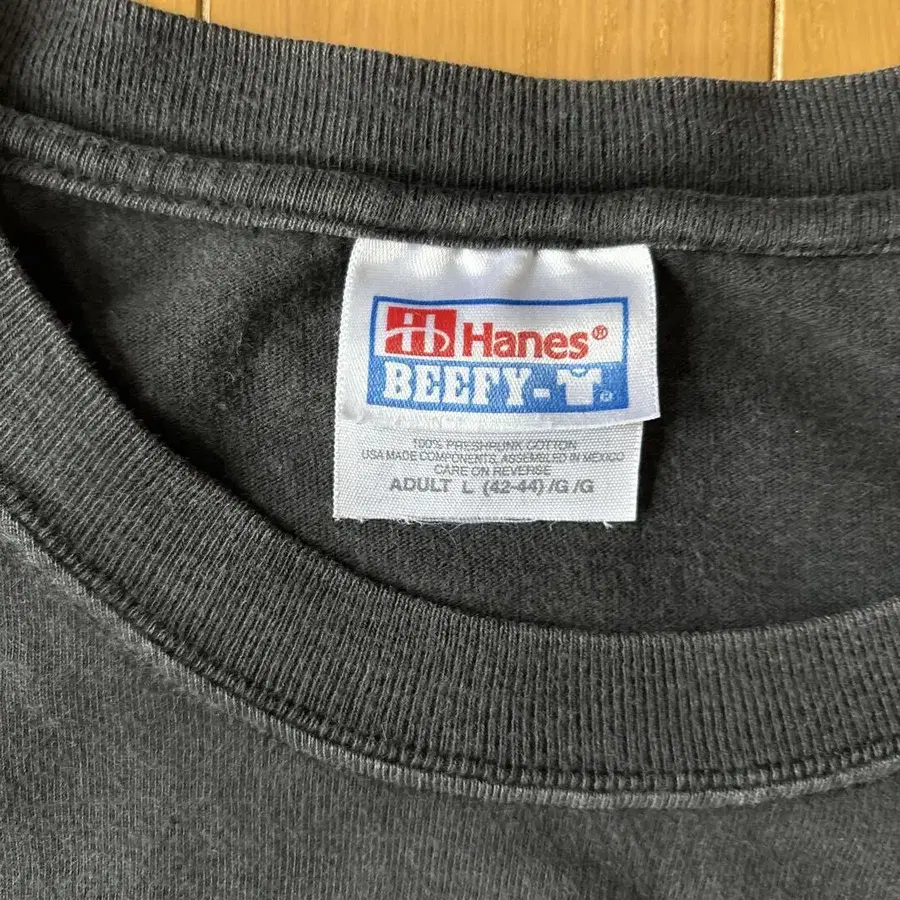 Hanes®
BEEFY-®
100% PRESHRUNK COTTON
USA MADE COMPONENTS, ASSEMBLED IN MEXICO
CARE ON REVERSE
ADULT L (42-44) /G /G